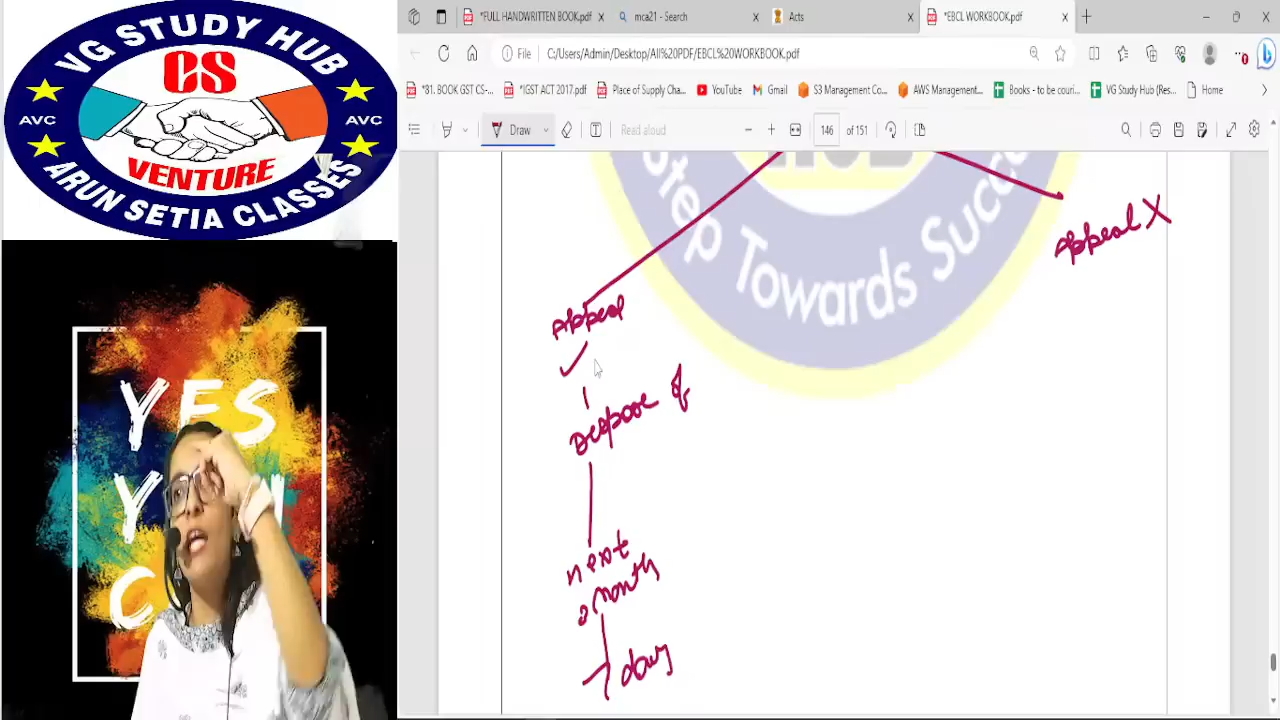 *FULL HANDWRITTEN BOOK.pdf
mca21 - Search
Acts
*EBCL WORKBOOK.pdf
File
C:/Users/Admin/Desktop/All%20PDF/EBCL%20WORKBOOK.pdf
*81. BOOK GST CS-...
*IGST ACT 2017.pdf
Place of Supply Cha...
YouTube
Gmail
S3 Management Co...
AWS Management...
Books - to be couri...
VG Study Hub (Res...
Home
Draw
Read aloud
146
of 151
VG STUDY HUB
CS
AVC
AVC
VENTURE
ARUN SETIA CLASSES
YES
Y
C
Step Towards Succ
Appeal X
Appeal
Dispose of
next
month
7 days